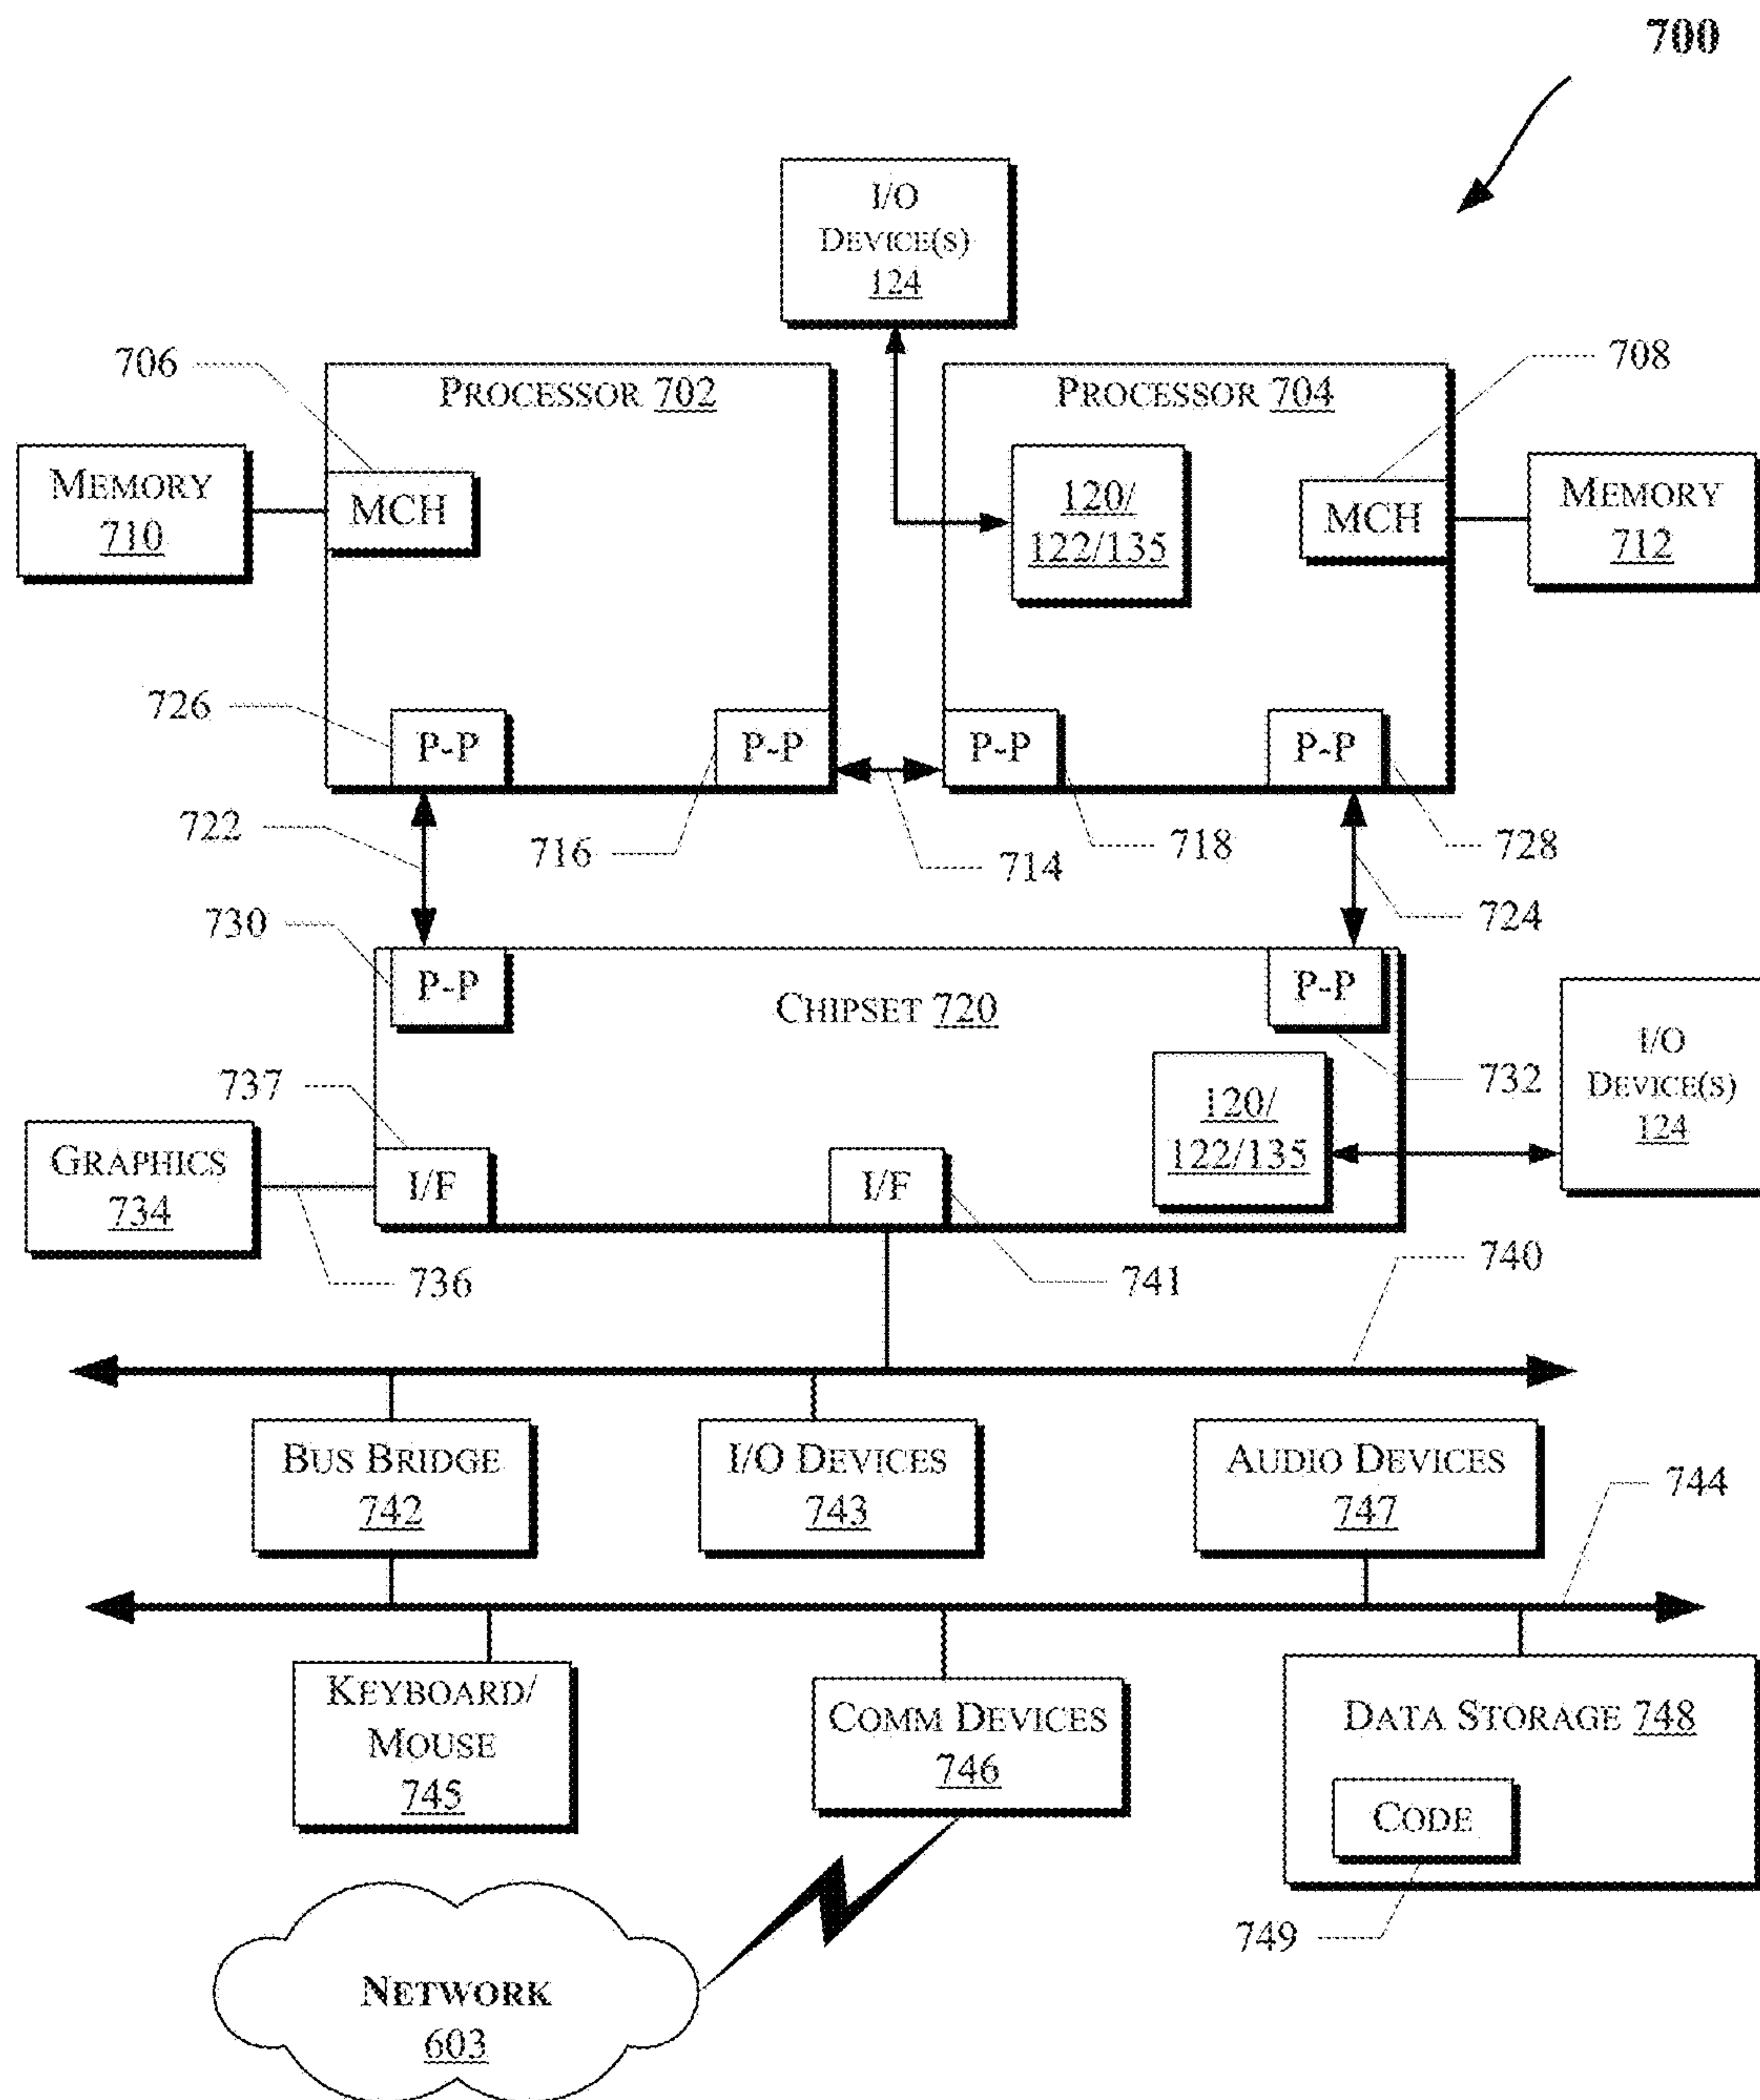 700
I/O
DEVICE(S)
124
706
708
PROCESSOR 702
PROCESSOR 704
MEMORY
710
MCH
120/
122/135
MCH
MEMORY
712
726
P-P
P-P
P-P
P-P
722
716
714
718
728
724
730
P-P
CHIPSET 720
P-P
I/O
DEVICE(S)
124
732
737
120/
122/135
GRAPHICS
734
I/F
I/F
736
741
740
BUS BRIDGE
742
I/O DEVICES
743
AUDIO DEVICES
747
744
KEYBOARD/
MOUSE
745
COMM DEVICES
746
DATA STORAGE 748
CODE
749
NETWORK
603